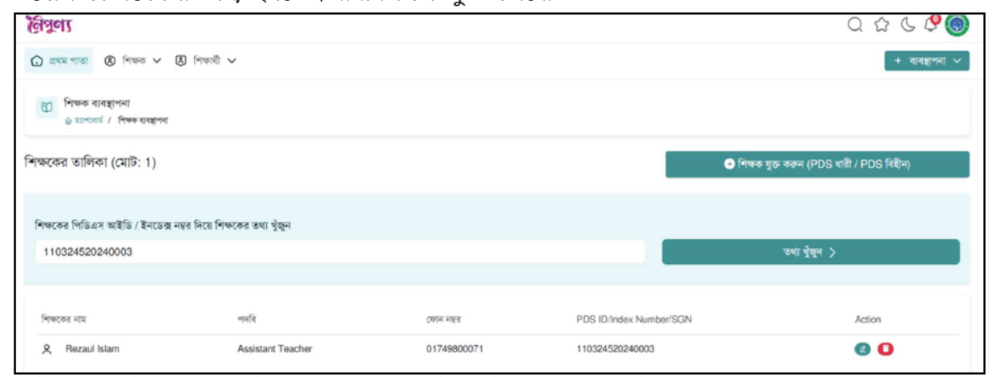 নৈপুণ্য
0
প্রথম পাতা শিক্ষক শিক্ষার্থী + ব্যবস্থাপনা
শিক্ষক ব্যবস্থাপনা
ড্যাশবোর্ড / শিক্ষক ব্যবস্থাপনা
শিক্ষকের তালিকা (মোট: 1) শিক্ষক যুক্ত করুন (PDS ধারী / PDS বিহীন)
শিক্ষকের পিডিএস আইডি / ইনডেক্স নম্বর দিয়ে শিক্ষকের তথ্য খুঁজুন
110324520240003 তথ্য খুঁজুন >
শিক্ষকের নাম পদবি ফোন নম্বর PDS ID/Index Number/SGN Action
Rezaul Islam Assistant Teacher 01749800071 110324520240003